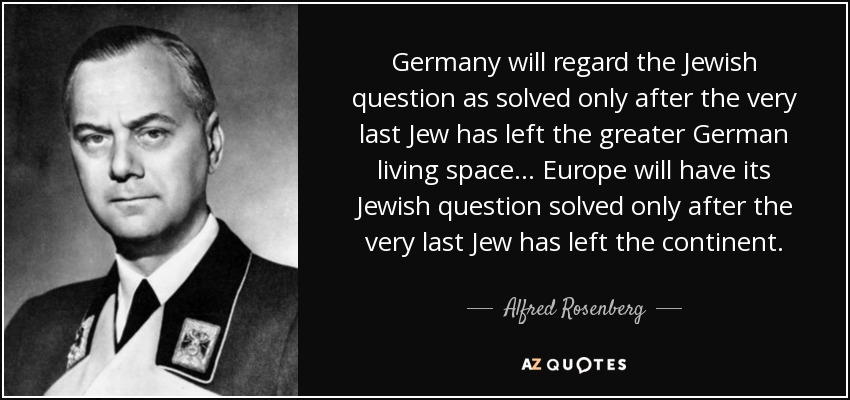 Germany will regard the Jewish
question as solved only after the very
last Jew has left the greater German
living space... Europe will have its
Jewish question solved only after the
very last Jew has left the continent.
Alfred Rosenberg
AZ QUOTES